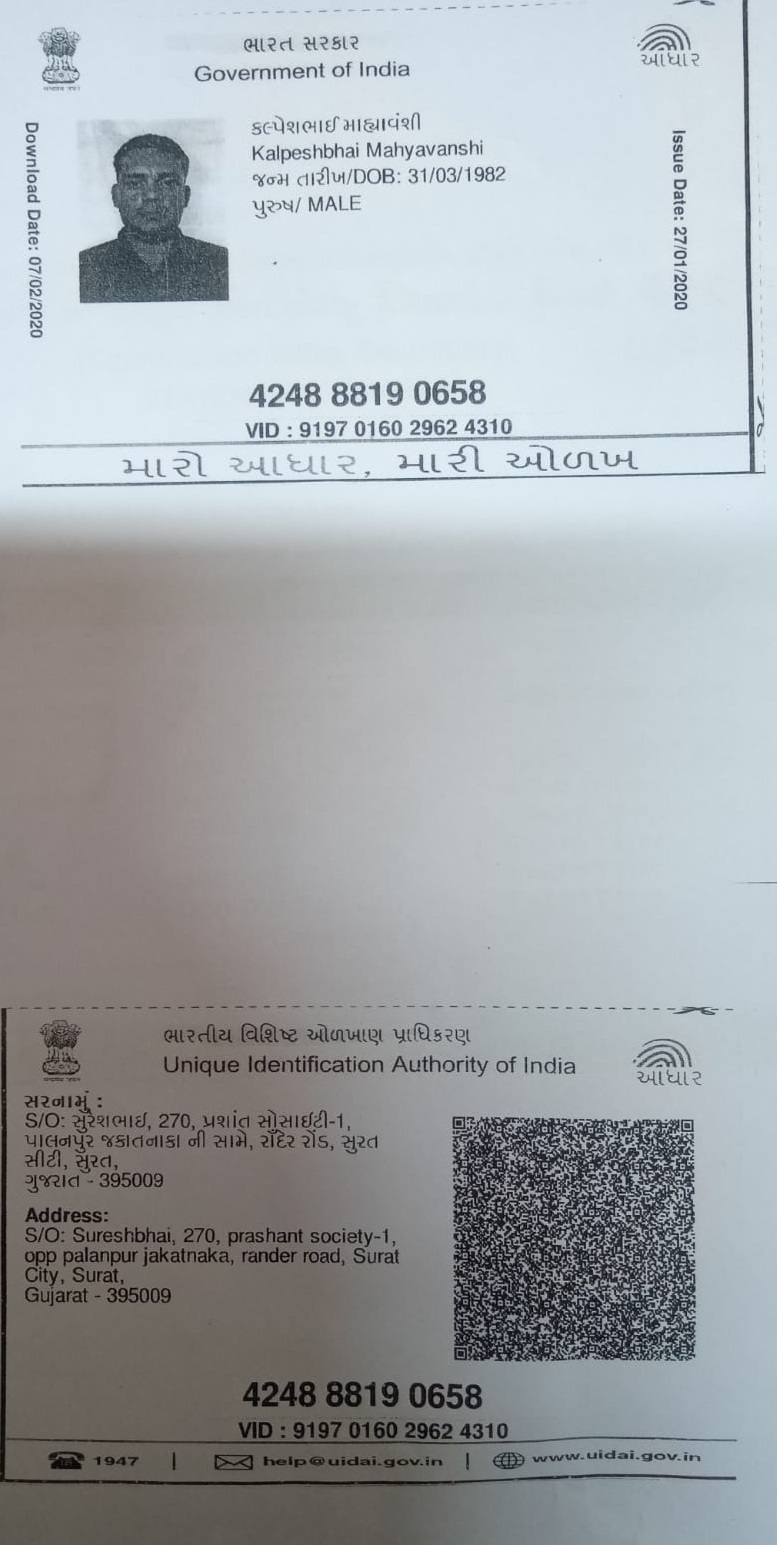 ભારત સરકાર
Government of India
આધાર
Download Date: 07/02/2020
કલ્પેશભાઈ માહ્યાવંશી
Kalpeshbhai Mahyavanshi
જન્મ તારીખ/DOB: 31/03/1982
પુરુષ/ MALE
Issue Date: 27/01/2020
4248 8819 0658
VID : 9197 0160 2962 4310
મારો આધાર, મારી ઓળખ
ભારતીય વિશિષ્ટ ઓળખાણ પ્રાધિકરણ
Unique Identification Authority of India
આધાર
સરનામું :
S/O: સુરેશભાઈ, 270, પ્રશાંત સોસાઈટી-1,
પાલનપુર જકાતનાકા ની સામે, રાંદેર રોડ, સુરત
સીટી, સુરત,
ગુજરાત - 395009
Address:
S/O: Sureshbhai, 270, prashant society-1,
opp palanpur jakatnaka, rander road, Surat
City, Surat,
Gujarat - 395009
4248 8819 0658
VID : 9197 0160 2962 4310
1947 | help@uidai.gov.in | www.uidai.gov.in